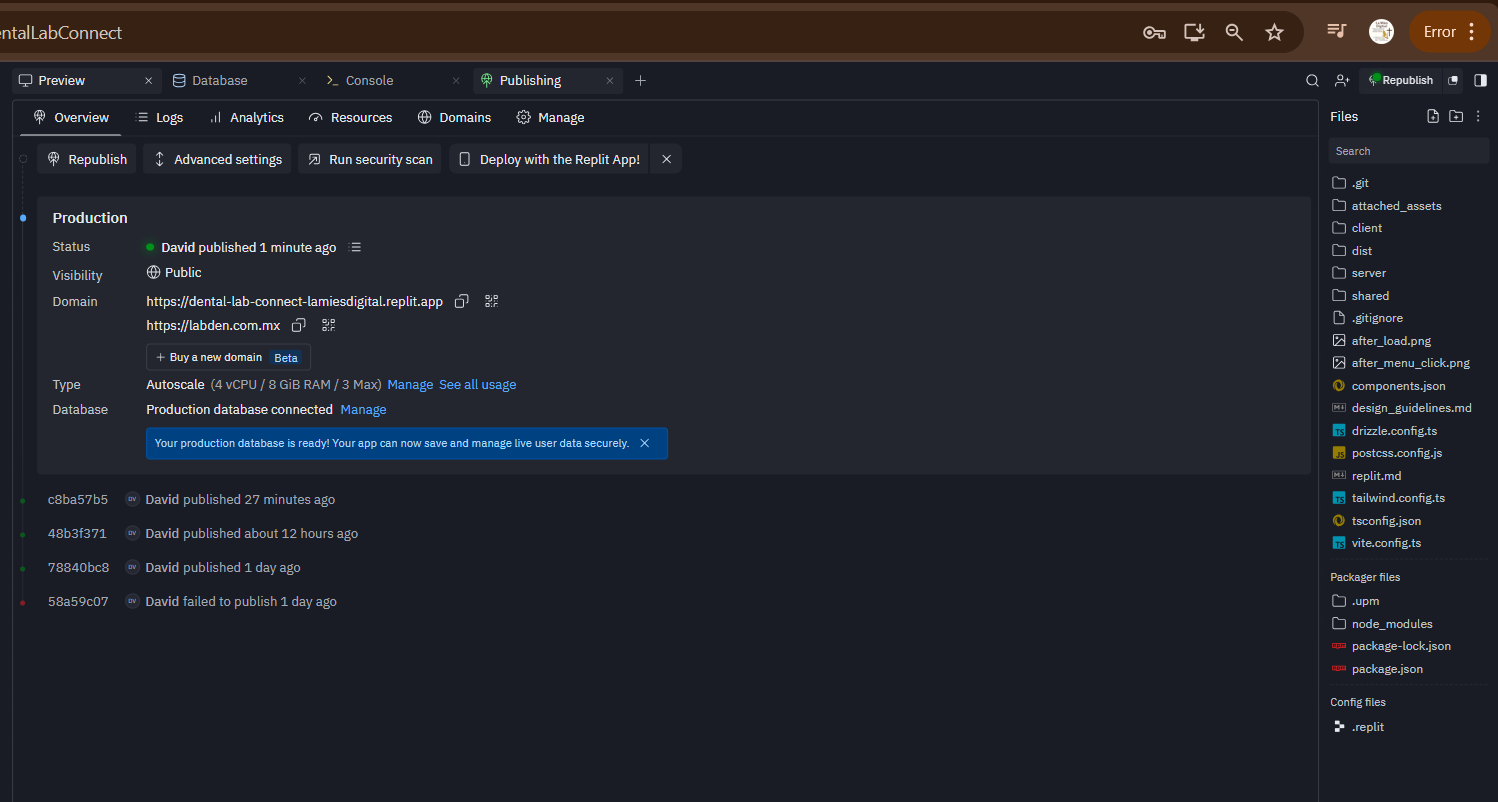 entalLabConnect
Error
Preview
Database
Console
Publishing
Republish
Overview
Logs
Analytics
Resources
Domains
Manage
Republish
Advanced settings
Run security scan
Deploy with the Replit App!
Production
Status
David published 1 minute ago
Visibility
Public
Domain
https://dental-lab-connect-lamiesdigital.replit.app
https://labden.com.mx
+ Buy a new domain Beta
Type
Autoscale (4 vCPU / 8 GiB RAM / 3 Max) Manage See all usage
Database
Production database connected Manage
Your production database is ready! Your app can now save and manage live user data securely.
c8ba57b5 DV David published 27 minutes ago
48b3f371 DV David published about 12 hours ago
78840bc8 DV David published 1 day ago
58a59c07 DV David failed to publish 1 day ago
Files
Search
.git
attached_assets
client
dist
server
shared
.gitignore
after_load.png
after_menu_click.png
components.json
design_guidelines.md
TS drizzle.config.ts
JS postcss.config.js
replit.md
TS tailwind.config.ts
tsconfig.json
TS vite.config.ts
Packager files
.upm
node_modules
package-lock.json
package.json
Config files
.replit